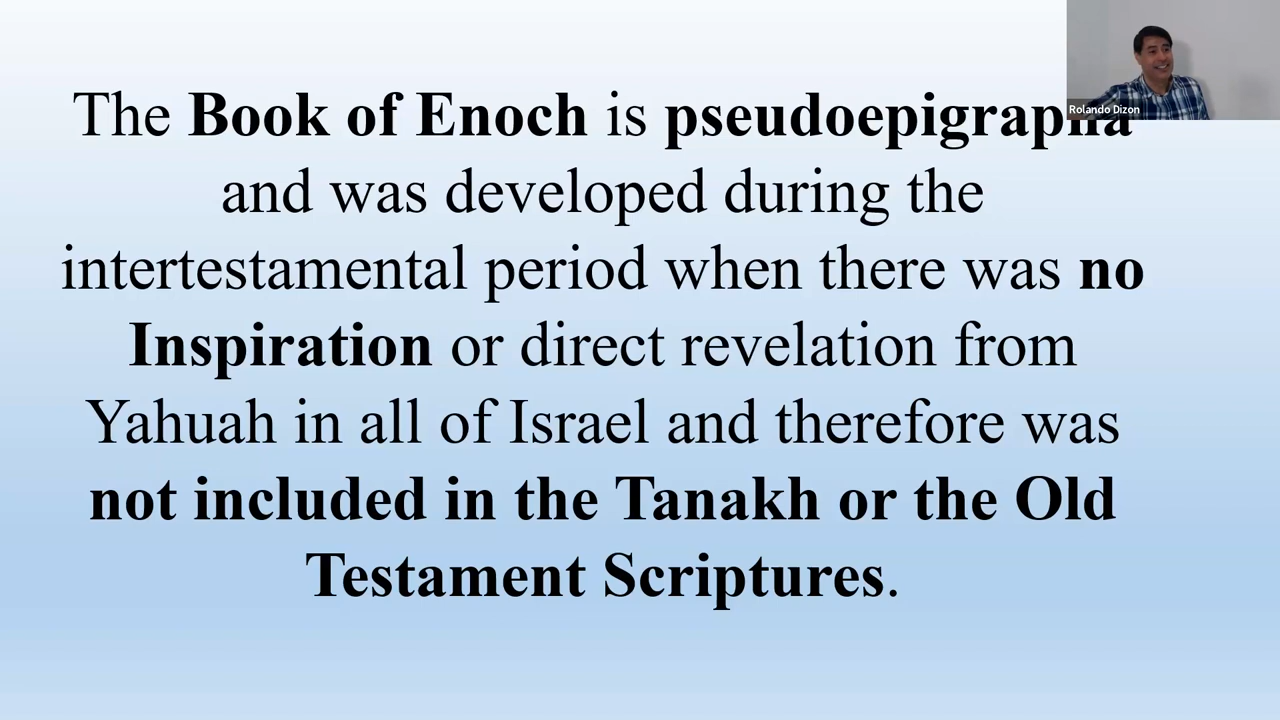 The Book of Enoch is pseudoepigrapha
Rolando Dizon
and was developed during the
intertestamental period when there was no
Inspiration or direct revelation from
Yahuah in all of Israel and therefore was
not included in the Tanakh or the Old
Testament Scriptures.